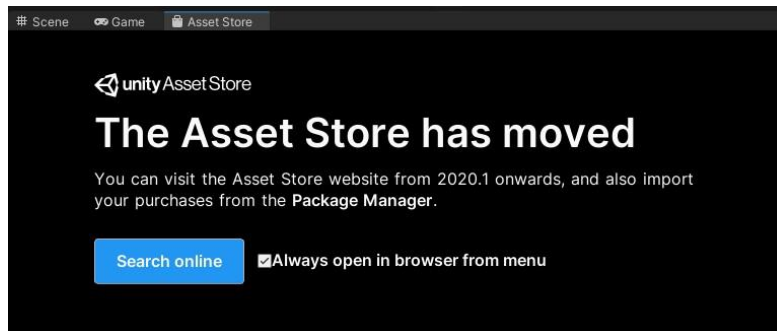 # Scene Game Asset Store
unity Asset Store
The Asset Store has moved
You can visit the Asset Store website from 2020.1 onwards, and also import
your purchases from the Package Manager.
Search online Always open in browser from menu